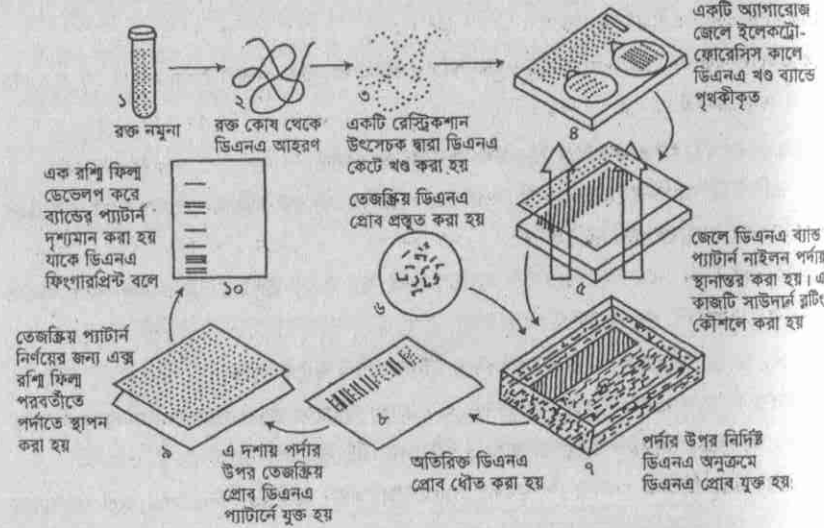 ১
রক্ত নমুনা
২
রক্ত কোষ থেকে
ডিএনএ আহরণ
৩
একটি রেস্ট্রিকশান
উৎসেচক দ্বারা ডিএনএ
কেটে খণ্ড করা হয়
একটি অ্যাগারোজ
জেলে ইলেকট্রো-
ফোরেসিস কালে
ডিএনএ খণ্ড ব্যান্ডে
পৃথকীকৃত
৪
জেলে ডিএনএ ব্যান্ড
প্যাটার্ন নাইলন পর্দায়
স্থানান্তর করা হয়। এ
কাজটি সাউদার্ন ব্লটিং
কৌশলে করা হয়
৫
তেজষ্ক্রিয় ডিএনএ
প্রোব প্রস্তুত করা হয়
৬
৭
পর্দার উপর নির্দিষ্ট
ডিএনএ অনুক্রমে
ডিএনএ প্রোব যুক্ত হয়
৮
অতিরিক্ত ডিএনএ
প্রোব ধৌত করা হয়
এ দশায় পর্দার
উপর তেজষ্ক্রিয়
প্রোব ডিএনএ
প্যাটার্নে যুক্ত হয়
৯
তেজষ্ক্রিয় প্যাটার্ন
নির্ণয়ের জন্য এক্স
রশ্মি ফিল্ম
পরবর্তীতে
পর্দাতে স্থাপন
করা হয়
১০
এক্স রশ্মি ফিল্ম
ডেভেলপ করে
ব্যান্ডের প্যাটার্ন
দৃশ্যমান করা হয়
যাকে ডিএনএ
ফিংগারপ্রিন্ট বলে